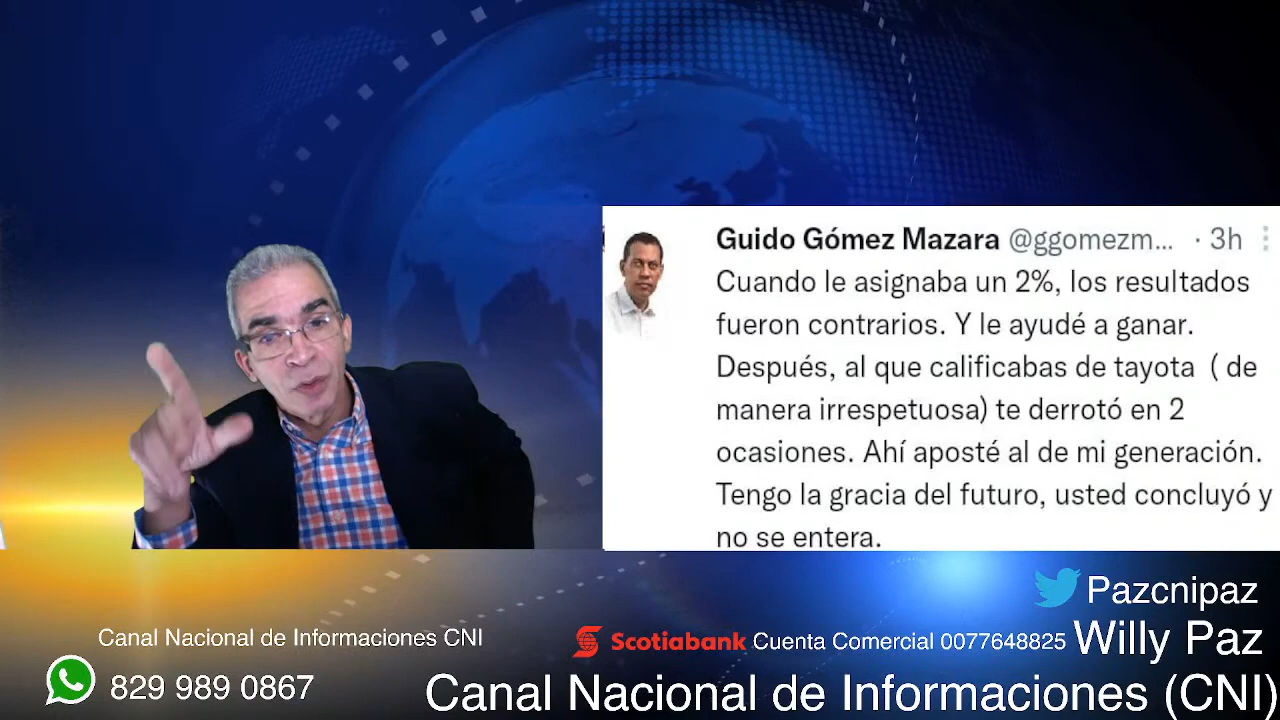 Guido Gómez Mazara @ggomezm... · 3h
Cuando le asignaba un 2%, los resultados
fueron contrarios. Y le ayudé a ganar.
Después, al que calificabas de tayota ( de
manera irrespetuosa) te derrotó en 2
ocasiones. Ahí aposté al de mi generación.
Tengo la gracia del futuro, usted concluyó y
no se entera.
Pazcnipaz
Canal Nacional de Informaciones CNI
Scotiabank Cuenta Comercial 0077648825 Willy Paz
829 989 0867
Canal Nacional de Informaciones (CNI)